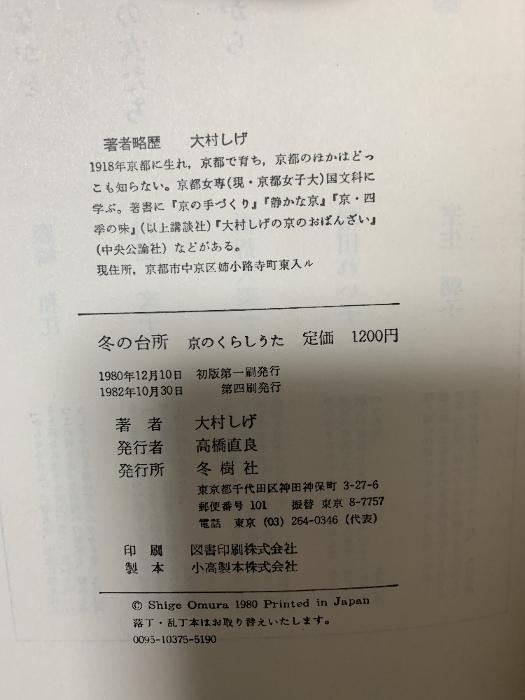 著者略歴　大村しげ
1918年京都に生れ，京都で育ち，京都のほかはどっ
こも知らない。京都女専(現・京都女子大)国文科に
学ぶ。著書に『京の手づくり』『静かな京』『京・四
季の味』(以上講談社)『大村しげの京のおばんざい』
(中央公論社) などがある。
現住所，京都市中京区姉小路寺町東入ル
冬の台所　京のくらしうた　定価　1200円
1980年12月10日　初版第一刷発行
1982年10月30日　第四刷発行
著者　大村しげ
発行者　高橋直良
発行所　冬樹社
東京都千代田区神田神保町 3-27-6
郵便番号 101　振替 東京 8-7757
電話　東京 (03) 264-0346 (代表)
印刷　図書印刷株式会社
製本　小高製本株式会社
© Shige Omura 1980 Printed in Japan
落丁・乱丁本はお取り替えいたします。
0095-10375-5190